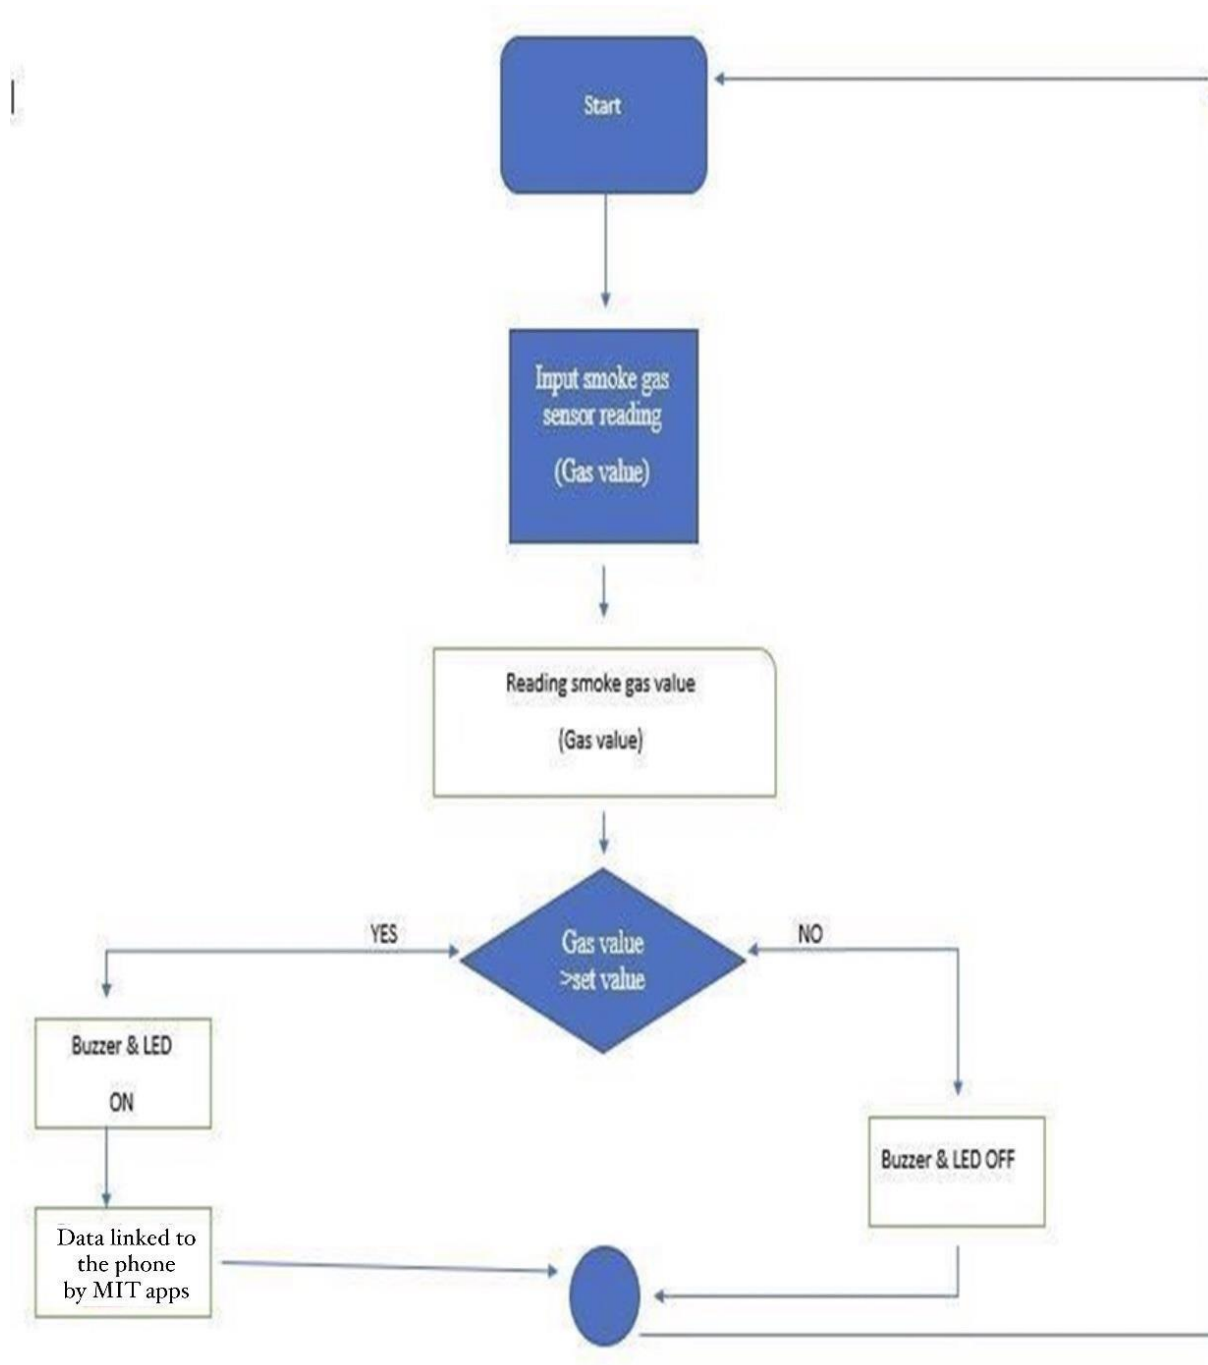 Start
Input smoke gas
sensor reading
(Gas value)
Reading smoke gas value
(Gas value)
YES
NO
Gas value
>set value
Buzzer & LED
ON
Buzzer & LED OFF
Data linked to
the phone
by MIT apps